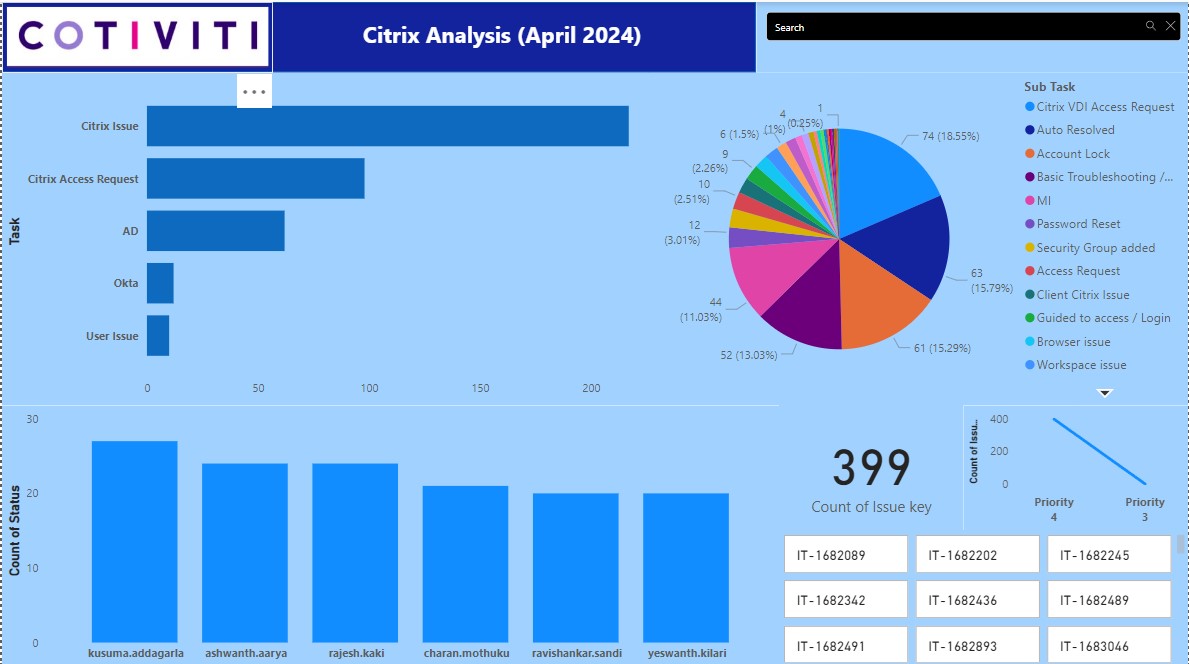 COTIVITI
Citrix Analysis (April 2024)
Search
Task
Citrix Issue
Citrix Access Request
AD
Okta
User Issue
0 50 100 150 200
1
4
(0.25%)
6 (1.5%)
(1%)
9
(2.26%)
10
(2.51%)
12
(3.01%)
44
(11.03%)
52 (13.03%)
61 (15.29%)
63
(15.79%)
74 (18.55%)
Sub Task
Citrix VDI Access Request
Auto Resolved
Account Lock
Basic Troubleshooting /...
MI
Password Reset
Security Group added
Access Request
Client Citrix Issue
Guided to access / Login
Browser issue
Workspace issue
Count of Status
30
20
10
0
kusuma.addagarla ashwanth.aarya rajesh.kaki charan.mothuku ravishankar.sandi yeswanth.kilari
399
Count of Issue key
Count of Issu...
400
200
0
Priority
4
Priority
3
IT-1682089 IT-1682202 IT-1682245
IT-1682342 IT-1682436 IT-1682489
IT-1682491 IT-1682893 IT-1683046